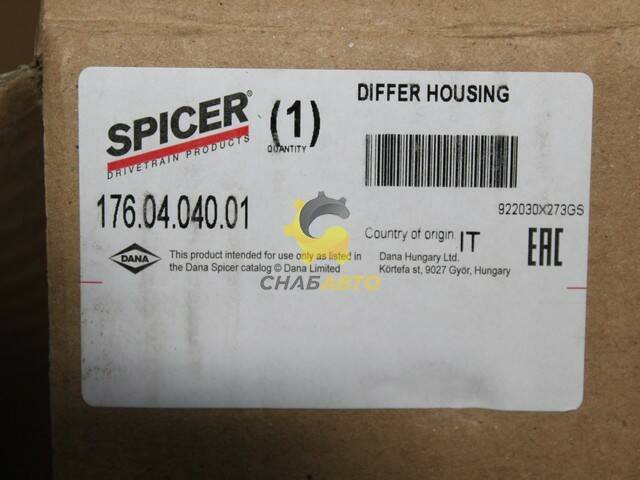 SPICER®
DRIVETRAIN PRODUCTS
(1)
QUANTITY
DIFFER HOUSING
176.04.040.01
922030X273GS
DANA
This product intended for use only as listed in
the Dana Spicer catalog © Dana Limited
Country of origin IT
Dana Hungary Ltd.
Körtefa st, 9027 Györ, Hungary
EAC
СНАБАВТО